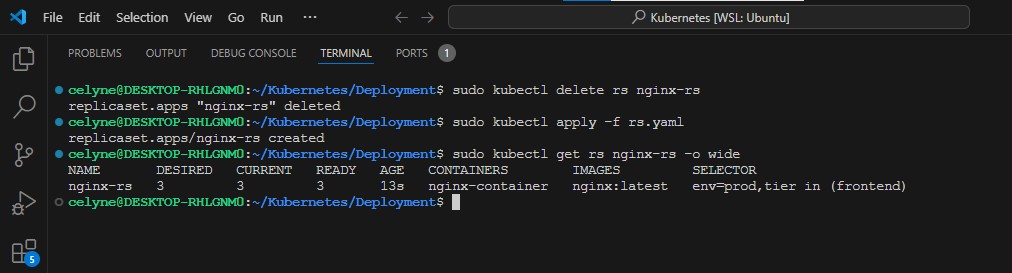 File Edit Selection View Go Run ··· ← → Kubernetes [WSL: Ubuntu]
PROBLEMS OUTPUT DEBUG CONSOLE TERMINAL PORTS 1
celyne@DESKTOP-RHLGNM0:~/Kubernetes/Deployment$ sudo kubectl delete rs nginx-rs
replicaset.apps "nginx-rs" deleted
celyne@DESKTOP-RHLGNM0:~/Kubernetes/Deployment$ sudo kubectl apply -f rs.yaml
replicaset.apps/nginx-rs created
celyne@DESKTOP-RHLGNM0:~/Kubernetes/Deployment$ sudo kubectl get rs nginx-rs -o wide
NAME DESIRED CURRENT READY AGE CONTAINERS IMAGES SELECTOR
nginx-rs 3 3 3 13s nginx-container nginx:latest env=prod,tier in (frontend)
celyne@DESKTOP-RHLGNM0:~/Kubernetes/Deployment$
5